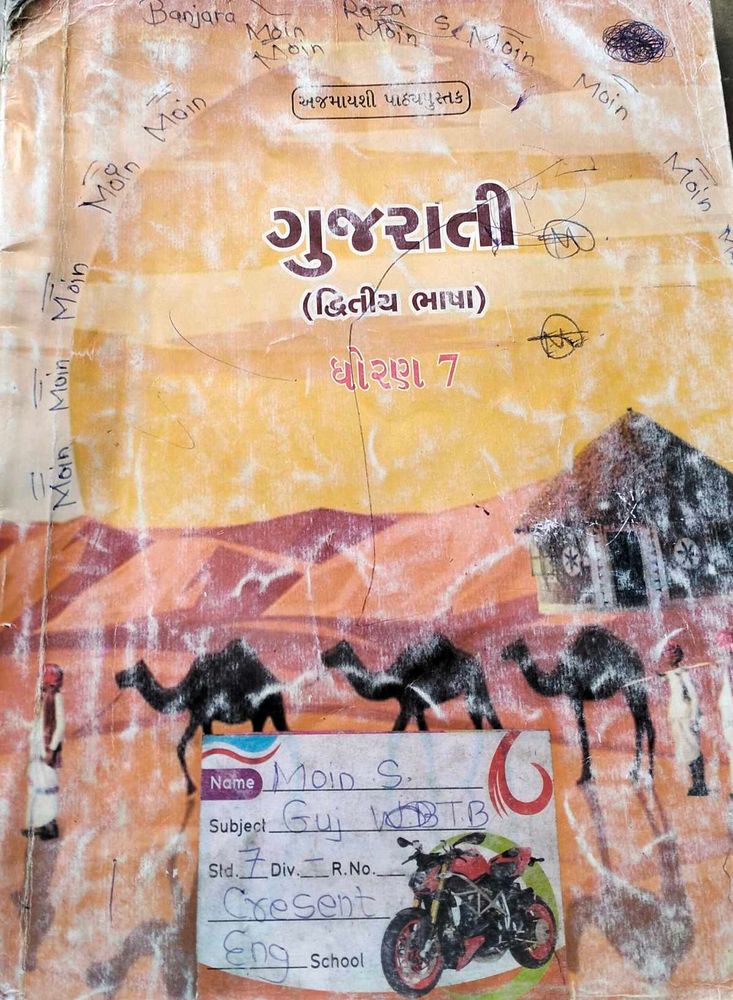 Banjara Raza
Moin Moin S. Moin
Moin Moin
Moin
Moin
Moin
Moin
અજમાયશી પાઠ્યપુસ્તક
ગુજરાતી
(દ્વિતીય ભાષા)
ધોરણ 7
Moin
Moin
Moin
Name Moin S.
Subject Guj T.B
Std. 7 Div. – R.No.
Cresent
Eng School